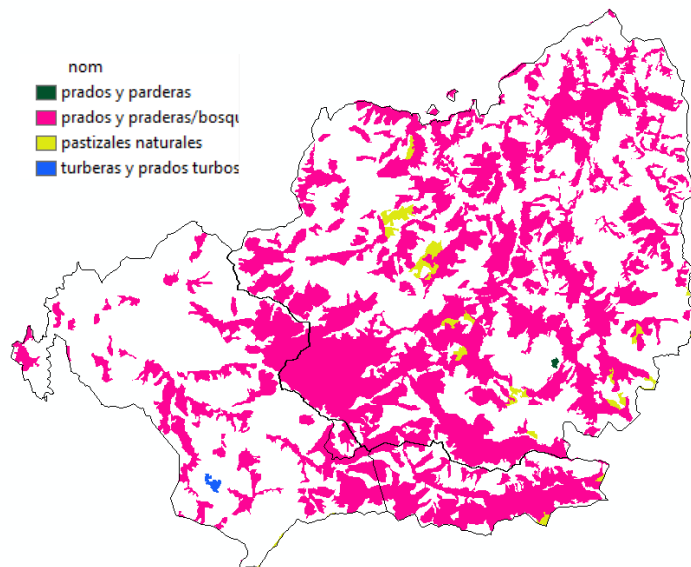 nom
prados y parderas
prados y praderas/bosqu
pastizales naturales
turberas y prados turbos